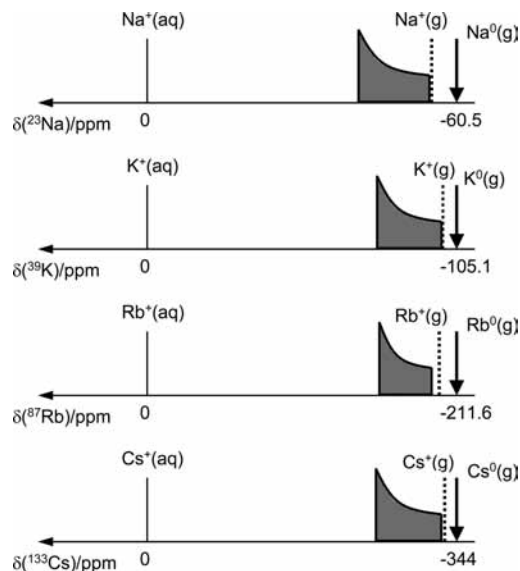 Na⁺(aq) Na⁺(g) Na⁰(g)
δ(²³Na)/ppm 0 -60.5
K⁺(aq) K⁺(g) K⁰(g)
δ(³⁹K)/ppm 0 -105.1
Rb⁺(aq) Rb⁺(g) Rb⁰(g)
δ(⁸⁷Rb)/ppm 0 -211.6
Cs⁺(aq) Cs⁺(g) Cs⁰(g)
δ(¹³³Cs)/ppm 0 -344